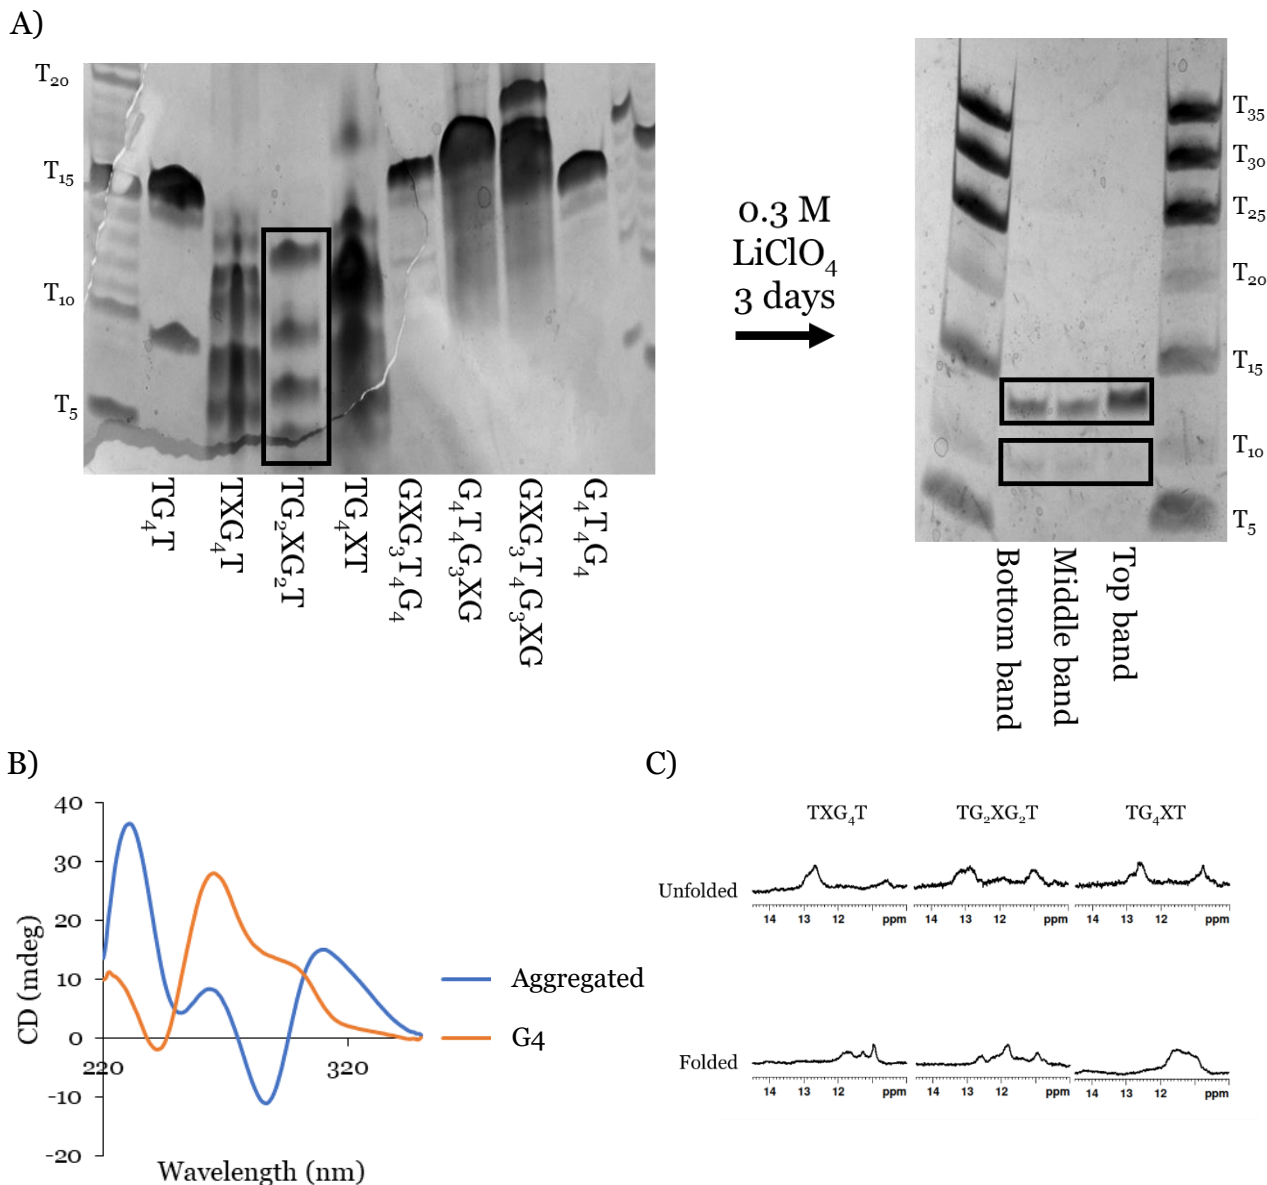 A)
T₂₀
T₁₅
T₁₀
T₅
TG₄T
TXG₄T
TG₂XG₂T
TG₄XT
GXG₃T₄G₄
G₄T₄G₃XG
GXG₃T₄G₃XG
G₄T₄G₄
0.3 M
LiClO₄
3 days
T₃₅
T₃₀
T₂₅
T₂₀
T₁₅
T₁₀
T₅
Bottom band
Middle band
Top band
B)
40
30
20
10
0
-10
-20
220
320
CD (mdeg)
Wavelength (nm)
Aggregated
G4
C)
TXG₄T
TG₂XG₂T
TG₄XT
Unfolded
14 13 12 ppm
14 13 12 ppm
14 13 12 ppm
Folded
14 13 12 ppm
14 13 12 ppm
14 13 12 ppm